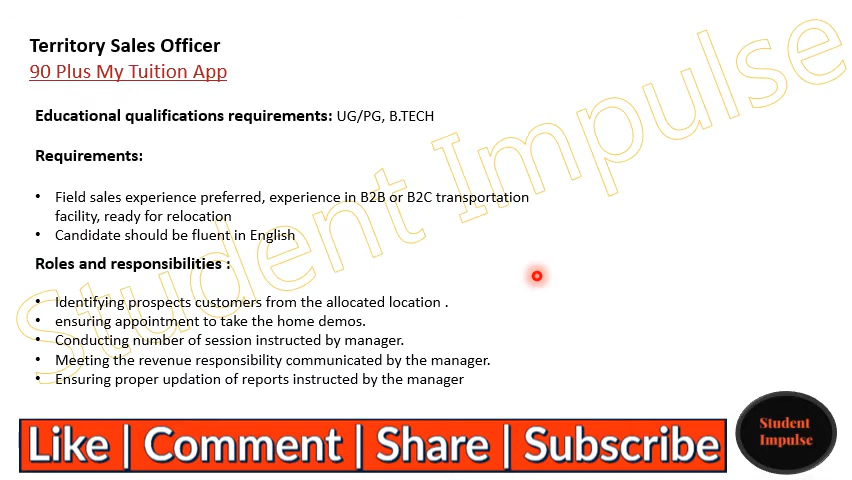 Territory Sales Officer
90 Plus My Tuition App
Educational qualifications requirements: UG/PG, B.TECH
Requirements:
• Field sales experience preferred, experience in B2B or B2C transportation
facility, ready for relocation
• Candidate should be fluent in English
Roles and responsibilities :
• Identifying prospects customers from the allocated location .
• ensuring appointment to take the home demos.
• Conducting number of session instructed by manager.
• Meeting the revenue responsibility communicated by the manager.
• Ensuring proper updation of reports instructed by the manager
Student Impulse
Like | Comment | Share | Subscribe
Student
Impulse